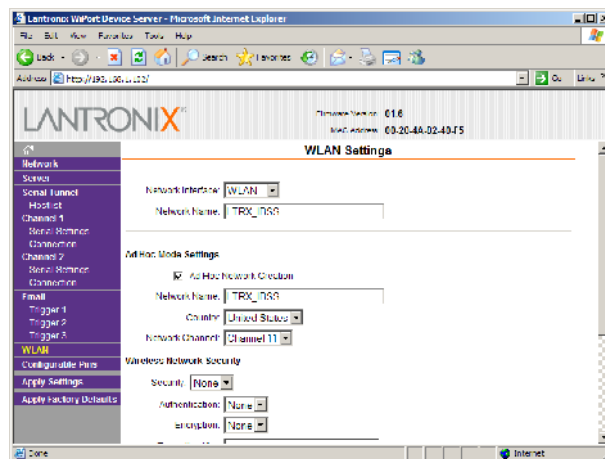 Lantronix WiPort Device Server - Microsoft Internet Explorer
File Edit View Favorites Tools Help
Back Search Favorites
Address Go Links
LANTRONIX
Firmware Version 01.6
MAC Address 00-20-4A-02-40-F5
WLAN Settings
Network
Server
Serial Tunnel
Hostlist
Channel 1
Serial Settings
Connection
Channel 2
Serial Settings
Connection
Email
Trigger 1
Trigger 2
Trigger 3
WLAN
Configurable Pins
Apply Settings
Apply Factory Defaults
Network Interface: WLAN
Network Name: LTRX_IBSS
Ad Hoc Mode Settings
Ad Hoc Network Creation
Network Name: LTRX_IBSS
Country: United States
Network Channel: Channel 11
Wireless Network Security
Security: None
Authentication: None
Encryption: None
Done Internet